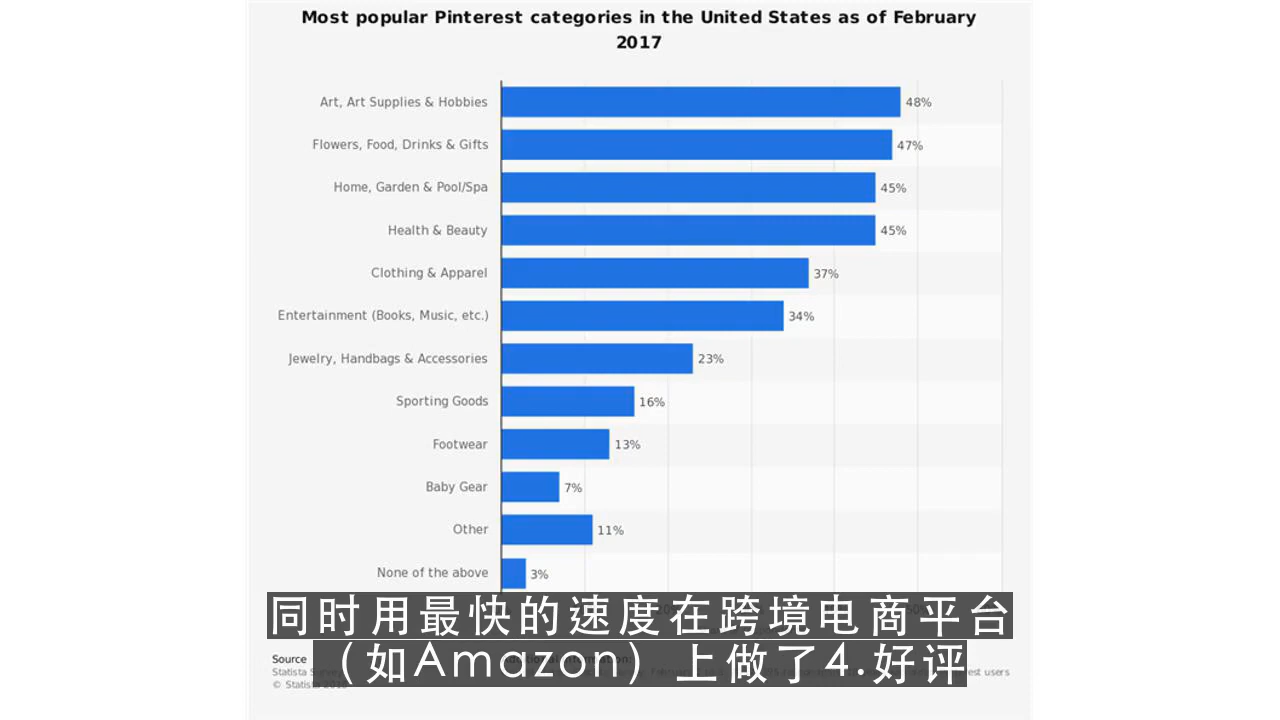 Most popular Pinterest categories in the United States as of February
2017
Art, Art Supplies & Hobbies 48%
Flowers, Food, Drinks & Gifts 47%
Home, Garden & Pool/Spa 45%
Health & Beauty 45%
Clothing & Apparel 37%
Entertainment (Books, Music, etc.) 34%
Jewelry, Handbags & Accessories 23%
Sporting Goods 16%
Footwear 13%
Baby Gear 7%
Other 11%
None of the above 3%
同时用最快的速度在跨境电商平台
（如Amazon）上做了4.好评
Source
Statista Survey
© Statista